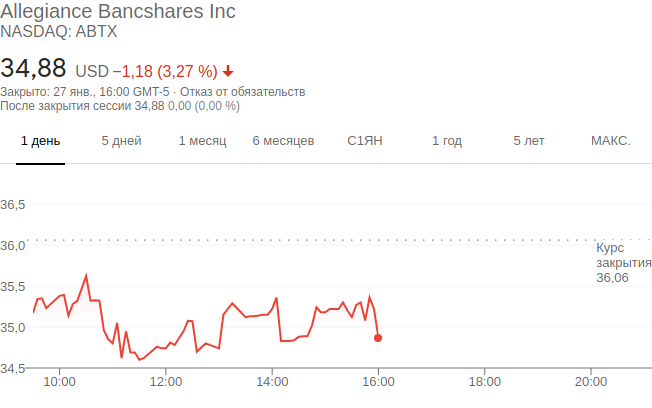 Allegiance Bancshares Inc
NASDAQ: ABTX
34,88 USD −1,18 (3,27 %)
Закрыто: 27 янв., 16:00 GMT-5 · Отказ от обязательств
После закрытия сессии 34,88 0,00 (0,00 %)
1 день 5 дней 1 месяц 6 месяцев С1ЯН 1 год 5 лет МАКС.
36,5
36,0
Курс
закрытия
36.06
35,5
35,0
34,5
10:00 12:00 14:00 16:00 18:00 20:00